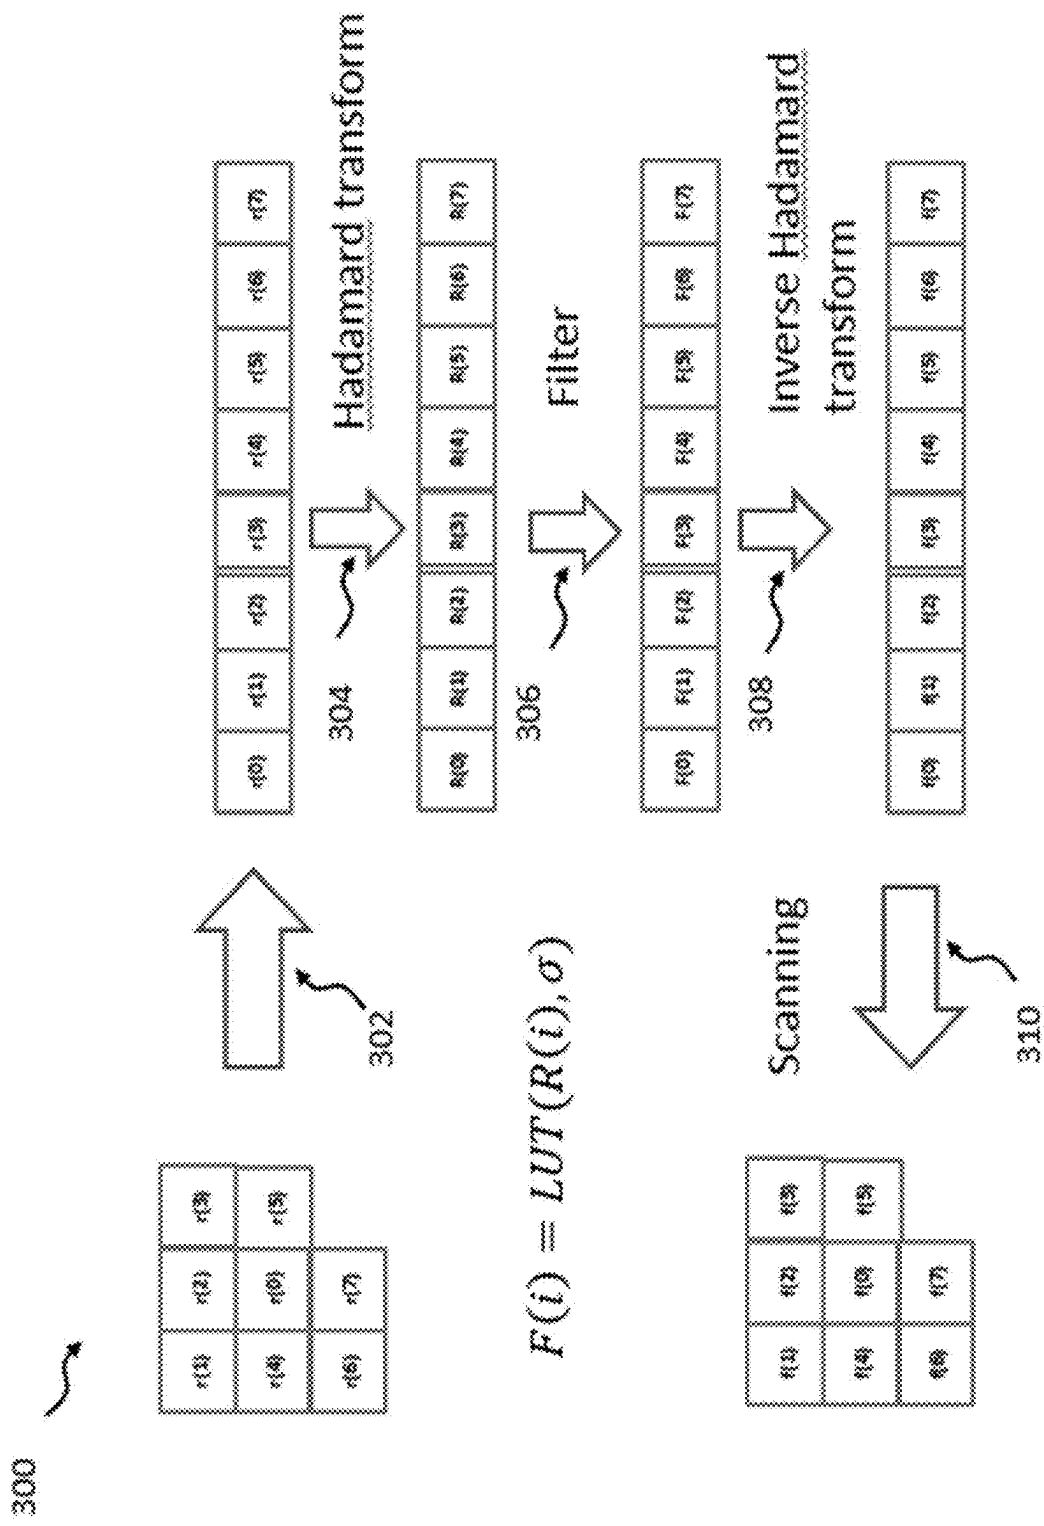 300
r(1) r(2) r(3)
r(4) r(0) r(5)
r(6) r(7)
302
r(0) r(1) r(2) r(3) r(4) r(5) r(6) r(7)
304
Hadamard transform
R(0) R(1) R(2) R(3) R(4) R(5) R(6) R(7)
F(i) = LUT(R(i), σ)
306
Filter
F(0) F(1) F(2) F(3) F(4) F(5) F(6) F(7)
308
Inverse Hadamard
transform
f(0) f(1) f(2) f(3) f(4) f(5) f(6) f(7)
Scanning
310
f(1) f(2) f(3)
f(4) f(0) f(5)
f(6) f(7)